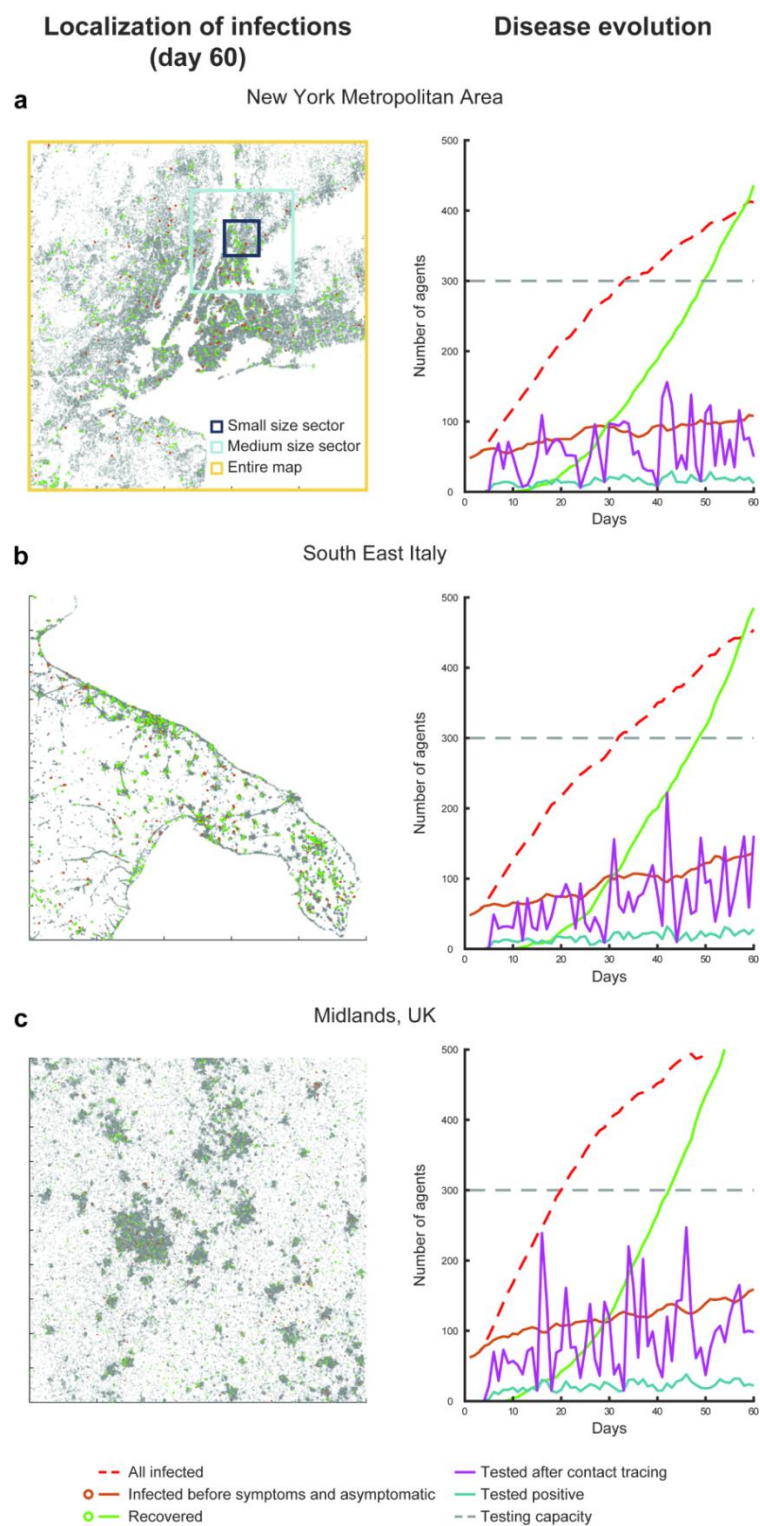 Localization of infections
(day 60)
Disease evolution
a
New York Metropolitan Area
Small size sector
Medium size sector
Entire map
500
400
300
200
100
0
Number of agents
0
10
20
30
40
50
60
Days
b
South East Italy
500
400
300
200
100
0
Number of agents
0
10
20
30
40
50
60
Days
c
Midlands, UK
500
400
300
200
100
0
Number of agents
0
10
20
30
40
50
60
Days
All infected
Infected before symptoms and asymptomatic
Recovered
Tested after contact tracing
Tested positive
Testing capacity